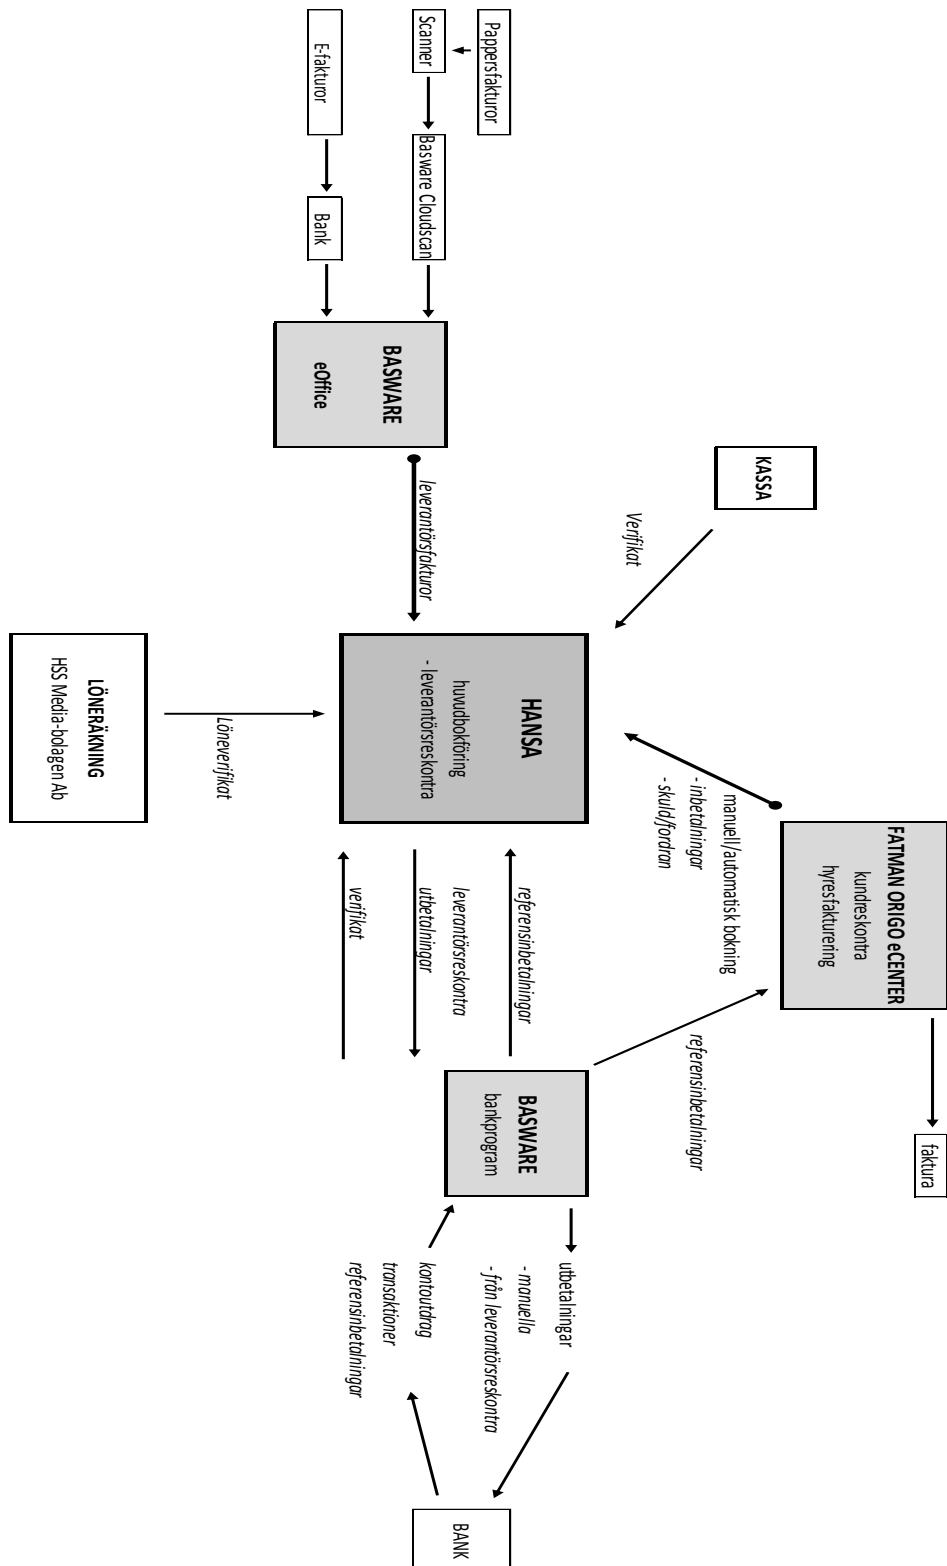 Pappersfakturor
Scanner
Basware Cloudscan
E-fakturor
Bank
BASWARE
eOffice
leverantörsfakturor
KASSA
Verifikat
HANSA
huvudbokföring
- leverantörsreskontra
LÖNERÄKNING
HSS Media-bolagen Ab
Löneverifikat
FATMAN ORIGO eCENTER
kundreskontra
hyresfakturering
manuell/automatisk bokning
- inbetalningar
- skuld/fordran
faktura
referensinbetalningar
referensinbetalningar
leverantörsreskontra
utbetalningar
verifikat
BASWARE
bankprogram
utbetalningar
- manuella
- från leverantörsreskontra
kontoutdrag
transaktioner
referensinbetalningar
BANK